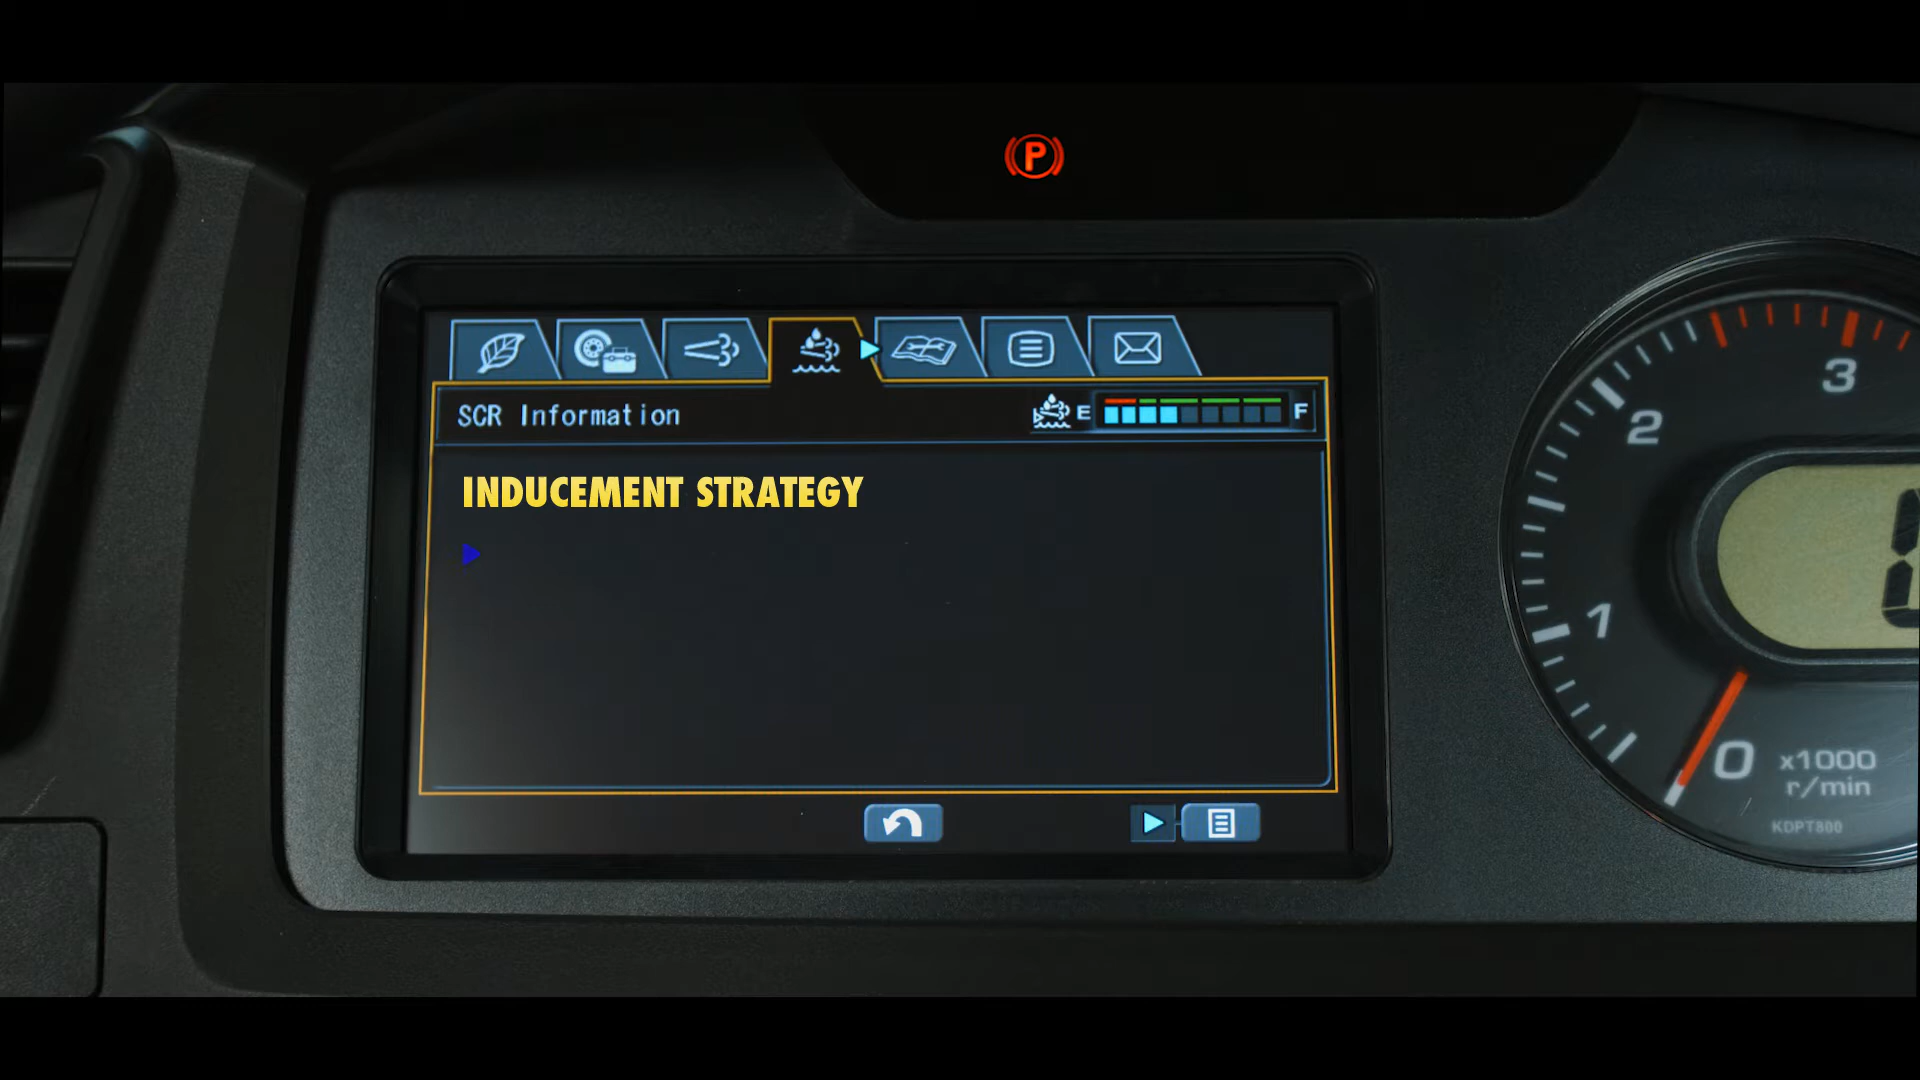 P
SCR Information
E
F
INDUCEMENT STRATEGY
3
2
1
0
x1000
r/min
KDPT800